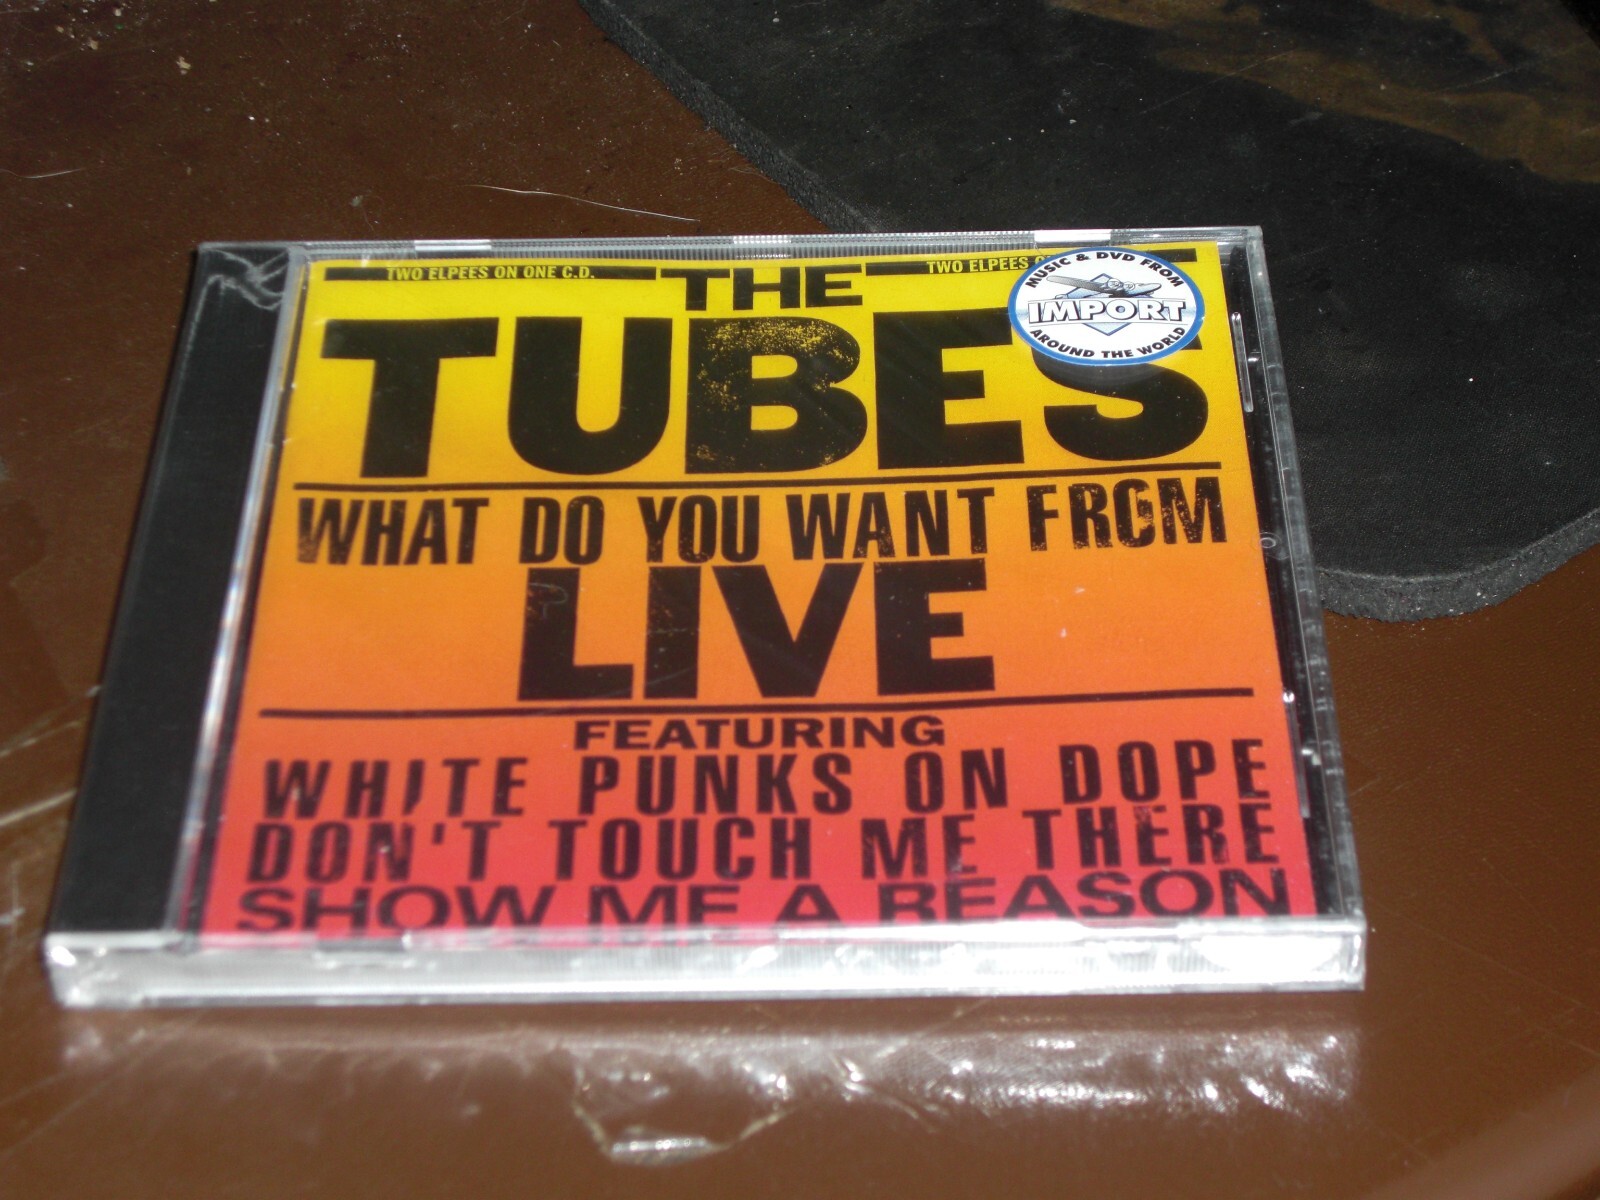 TWO ELPEES ON ONE C.D.
THE
TWO ELPEES
MUSIC & DVD FROM
IMPORT
AROUND THE WORLD
TUBES
WHAT DO YOU WANT FROM
LIVE
FEATURING
WHITE PUNKS ON DOPE
DON'T TOUCH ME THERE
SHOW ME A REASON